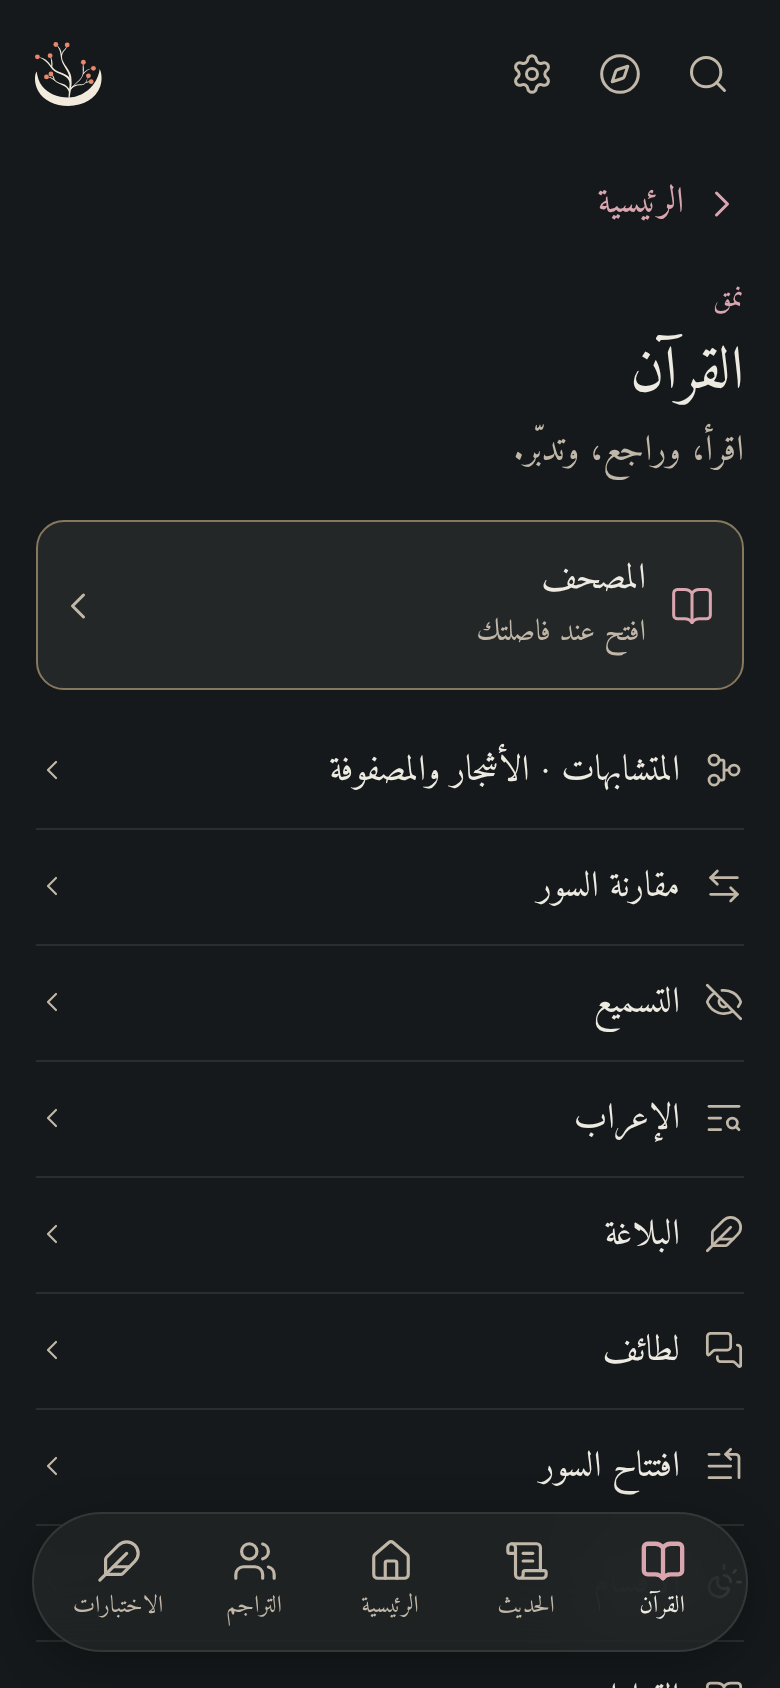 الرئيسية
نمق
القرآن
اقرأ، وراجع، وتدبّر.
المصحف
افتح عند فاصلتك
المتشابهات · الأشجار والمصفوفة
مقارنة السور
التسميع
الإعراب
البلاغة
لطائف
افتتاح السور
القرآن
الحديث
الرئيسية
التراجم
الاختبارات